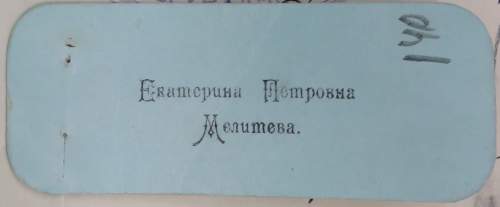 Екатерина Петровна
Мелитева.